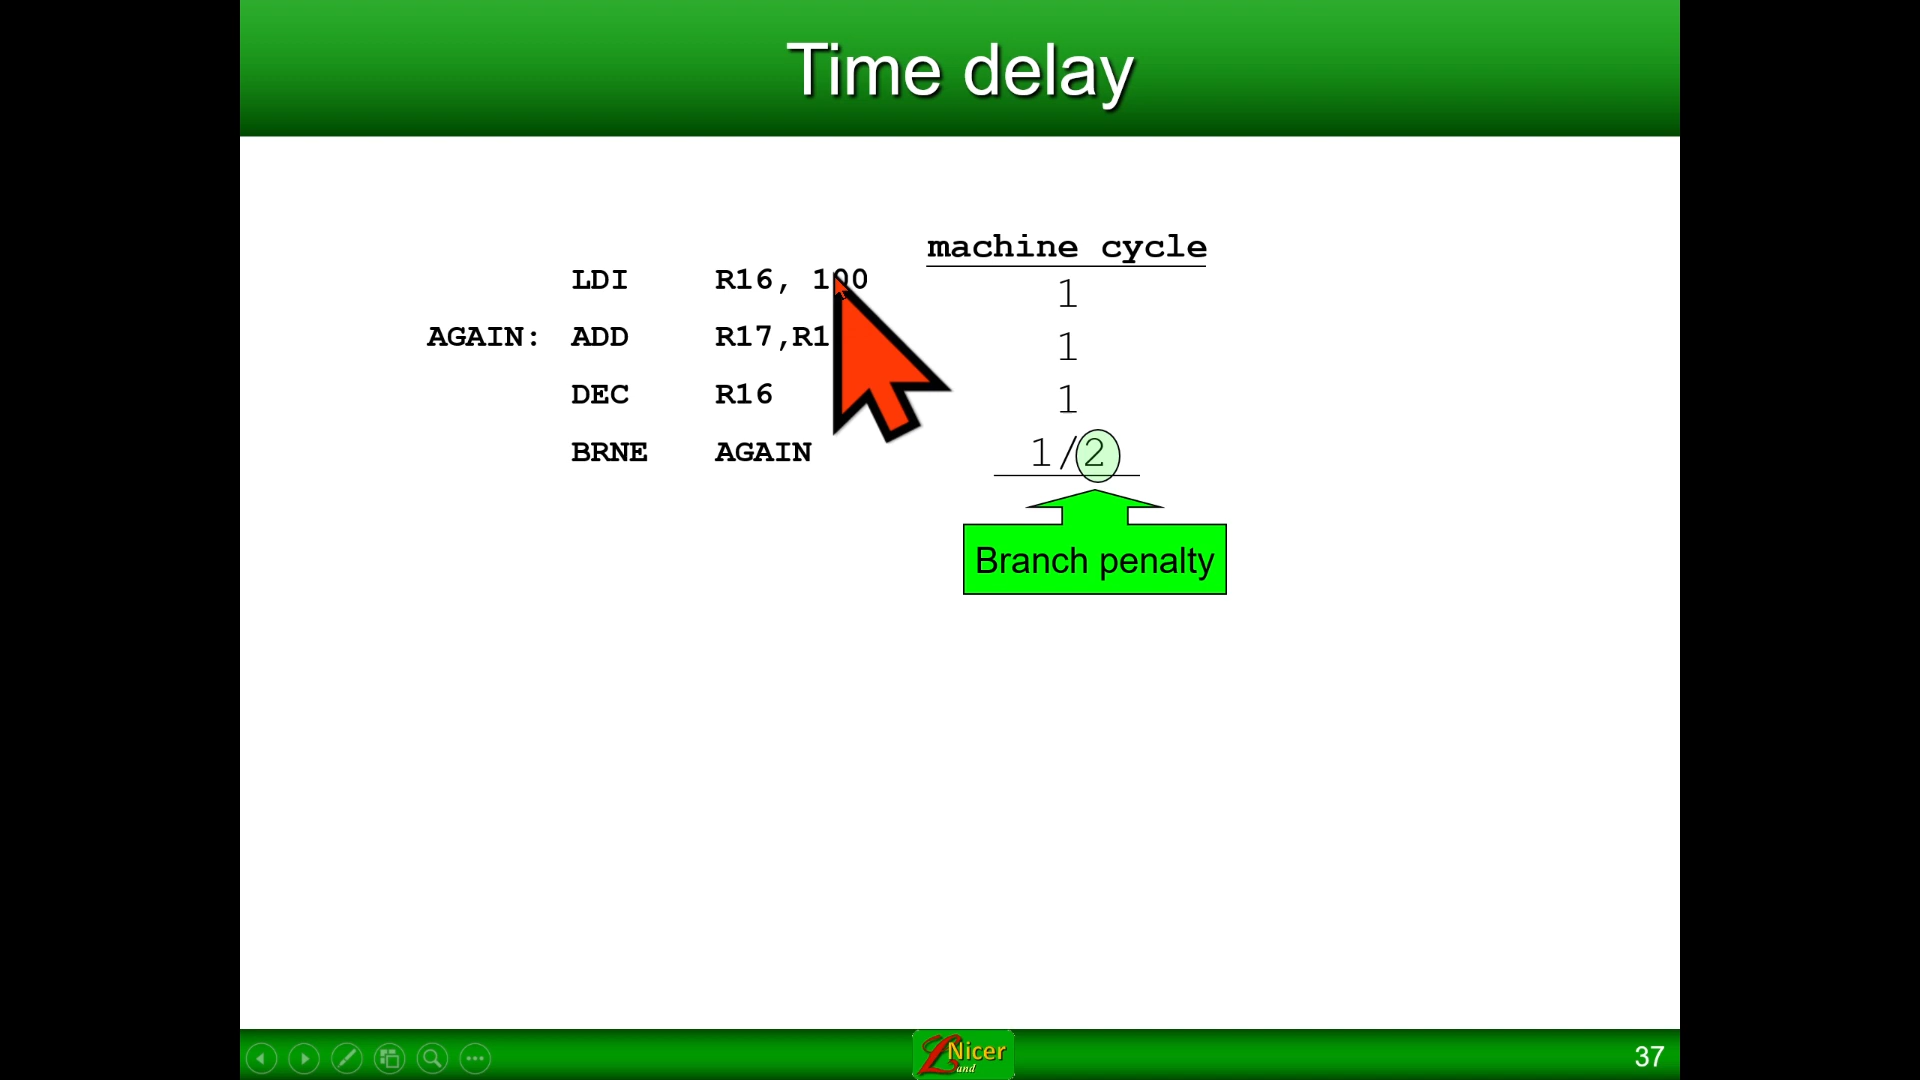 Time delay
machine cycle
LDI R16, 100 1
AGAIN: ADD R17,R1 1
DEC R16 1
BRNE AGAIN 1/2
Branch penalty
Nicer
Land
37